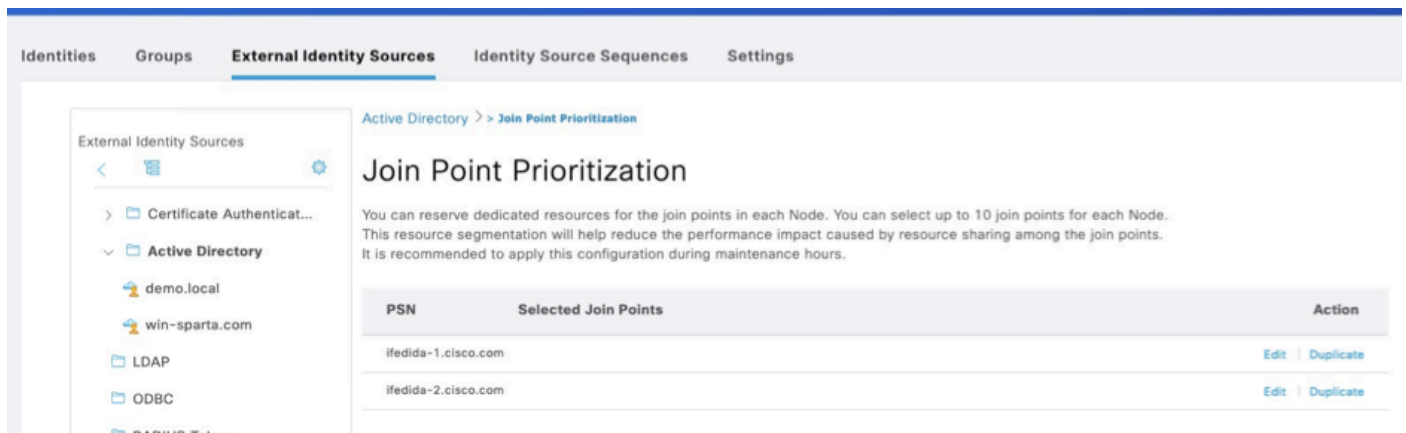 Identities Groups External Identity Sources Identity Source Sequences Settings
External Identity Sources
Certificate Authenticat...
Active Directory
demo.local
win-sparta.com
LDAP
ODBC
Active Directory > > Join Point Prioritization
Join Point Prioritization
You can reserve dedicated resources for the join points in each Node. You can select up to 10 join points for each Node.
This resource segmentation will help reduce the performance impact caused by resource sharing among the join points.
It is recommended to apply this configuration during maintenance hours.
PSN Selected Join Points Action
ifedida-1.cisco.com Edit | Duplicate
ifedida-2.cisco.com Edit | Duplicate